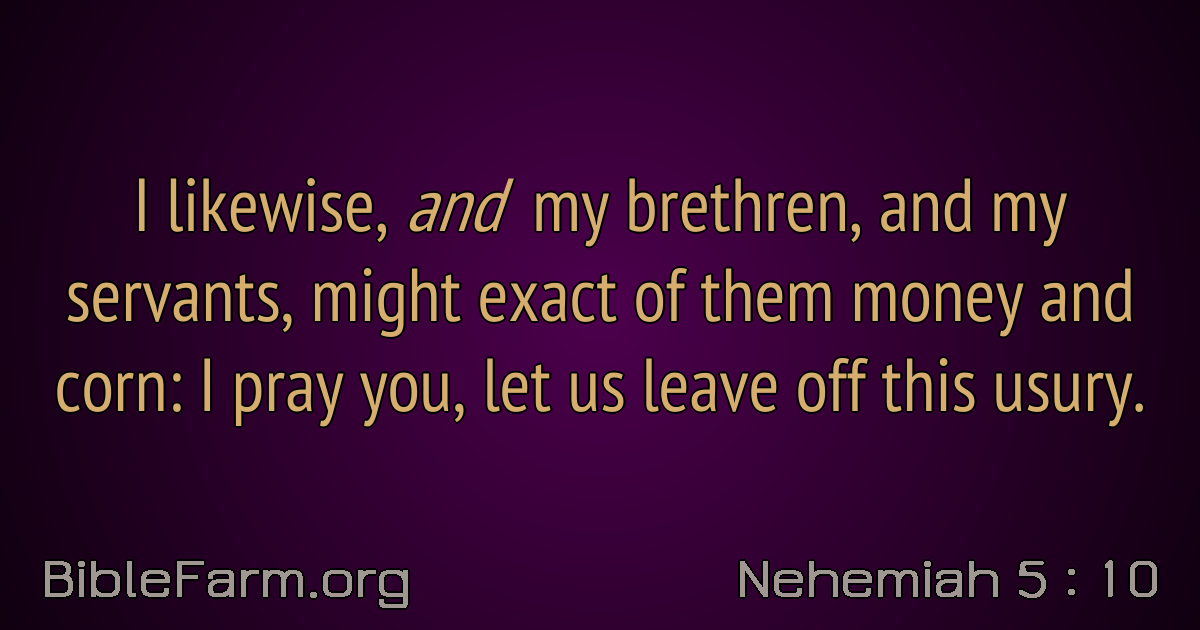 I likewise, and my brethren, and my
servants, might exact of them money and
corn: I pray you, let us leave off this usury.
BibleFarm.org
Nehemiah 5 : 10